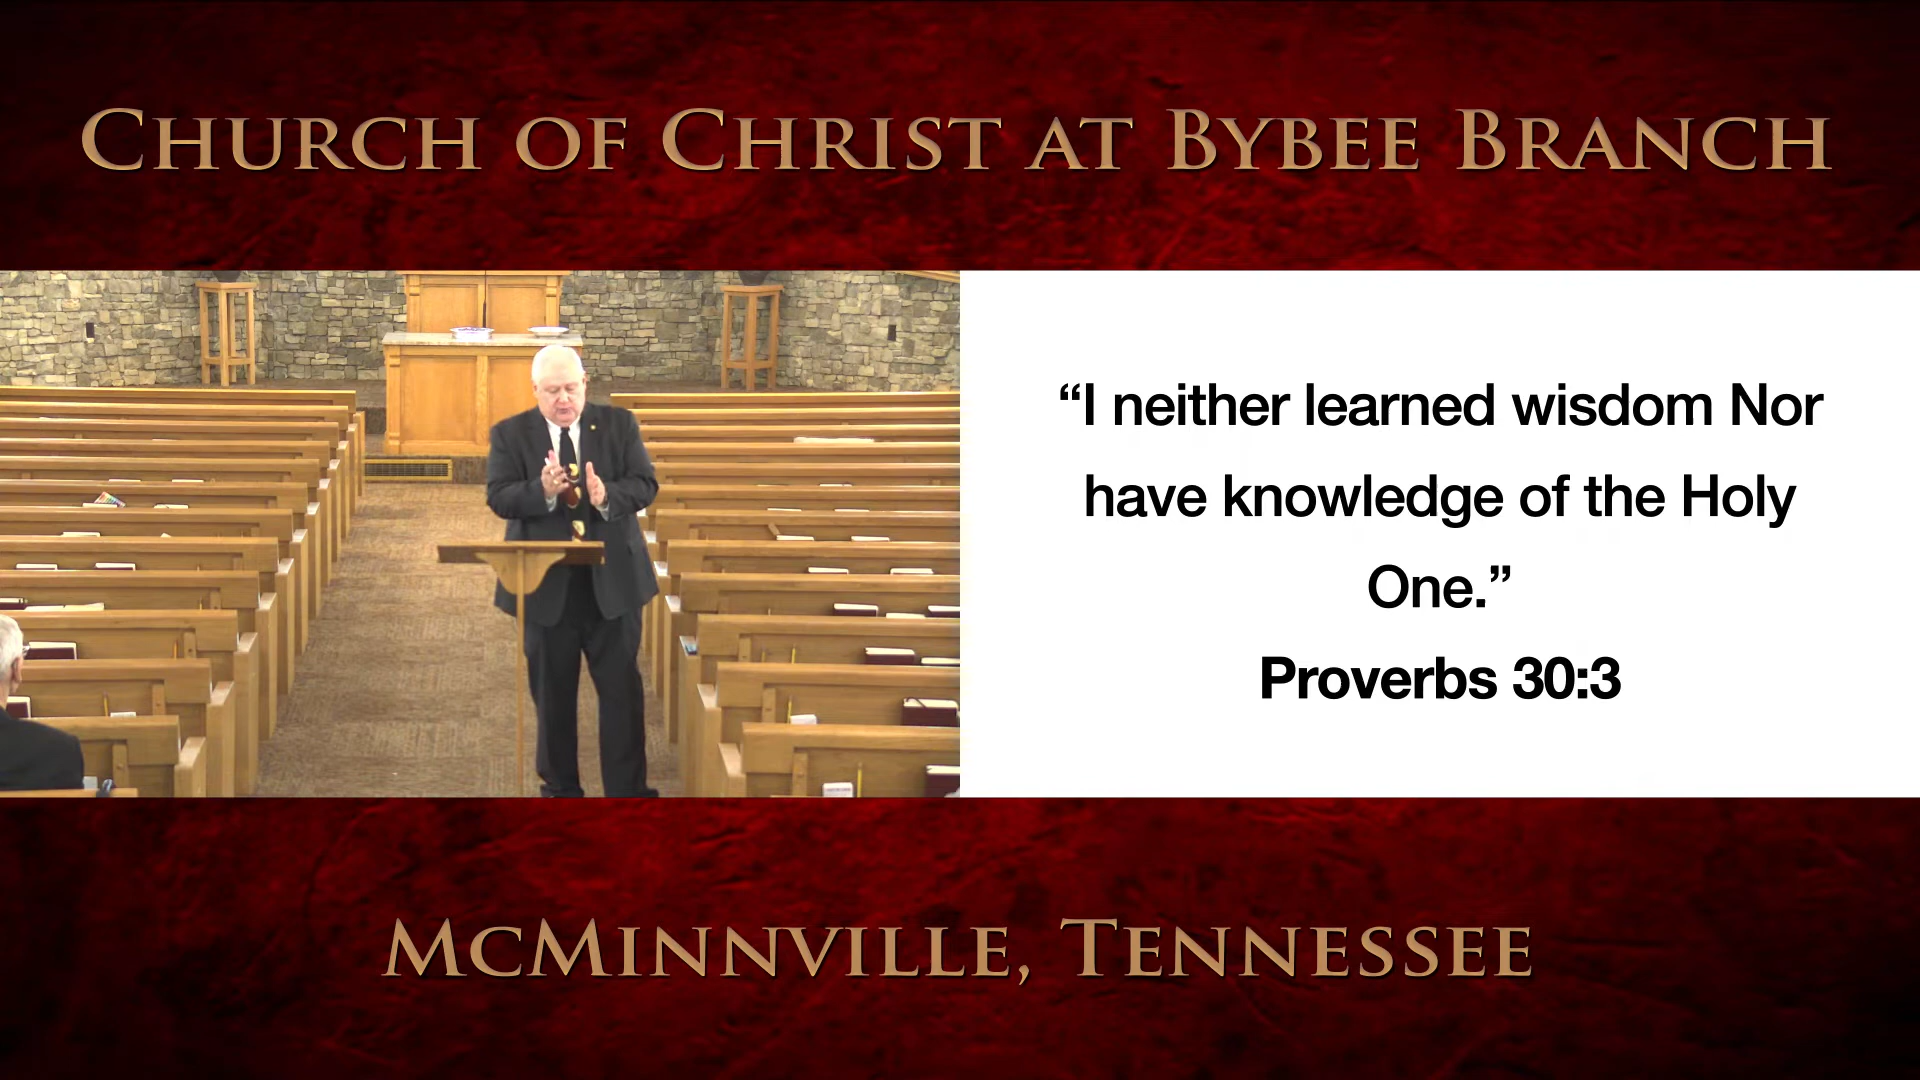 Church of Christ at Bybee Branch
“I neither learned wisdom Nor
have knowledge of the Holy
One.”
Proverbs 30:3
McMinnville, Tennessee